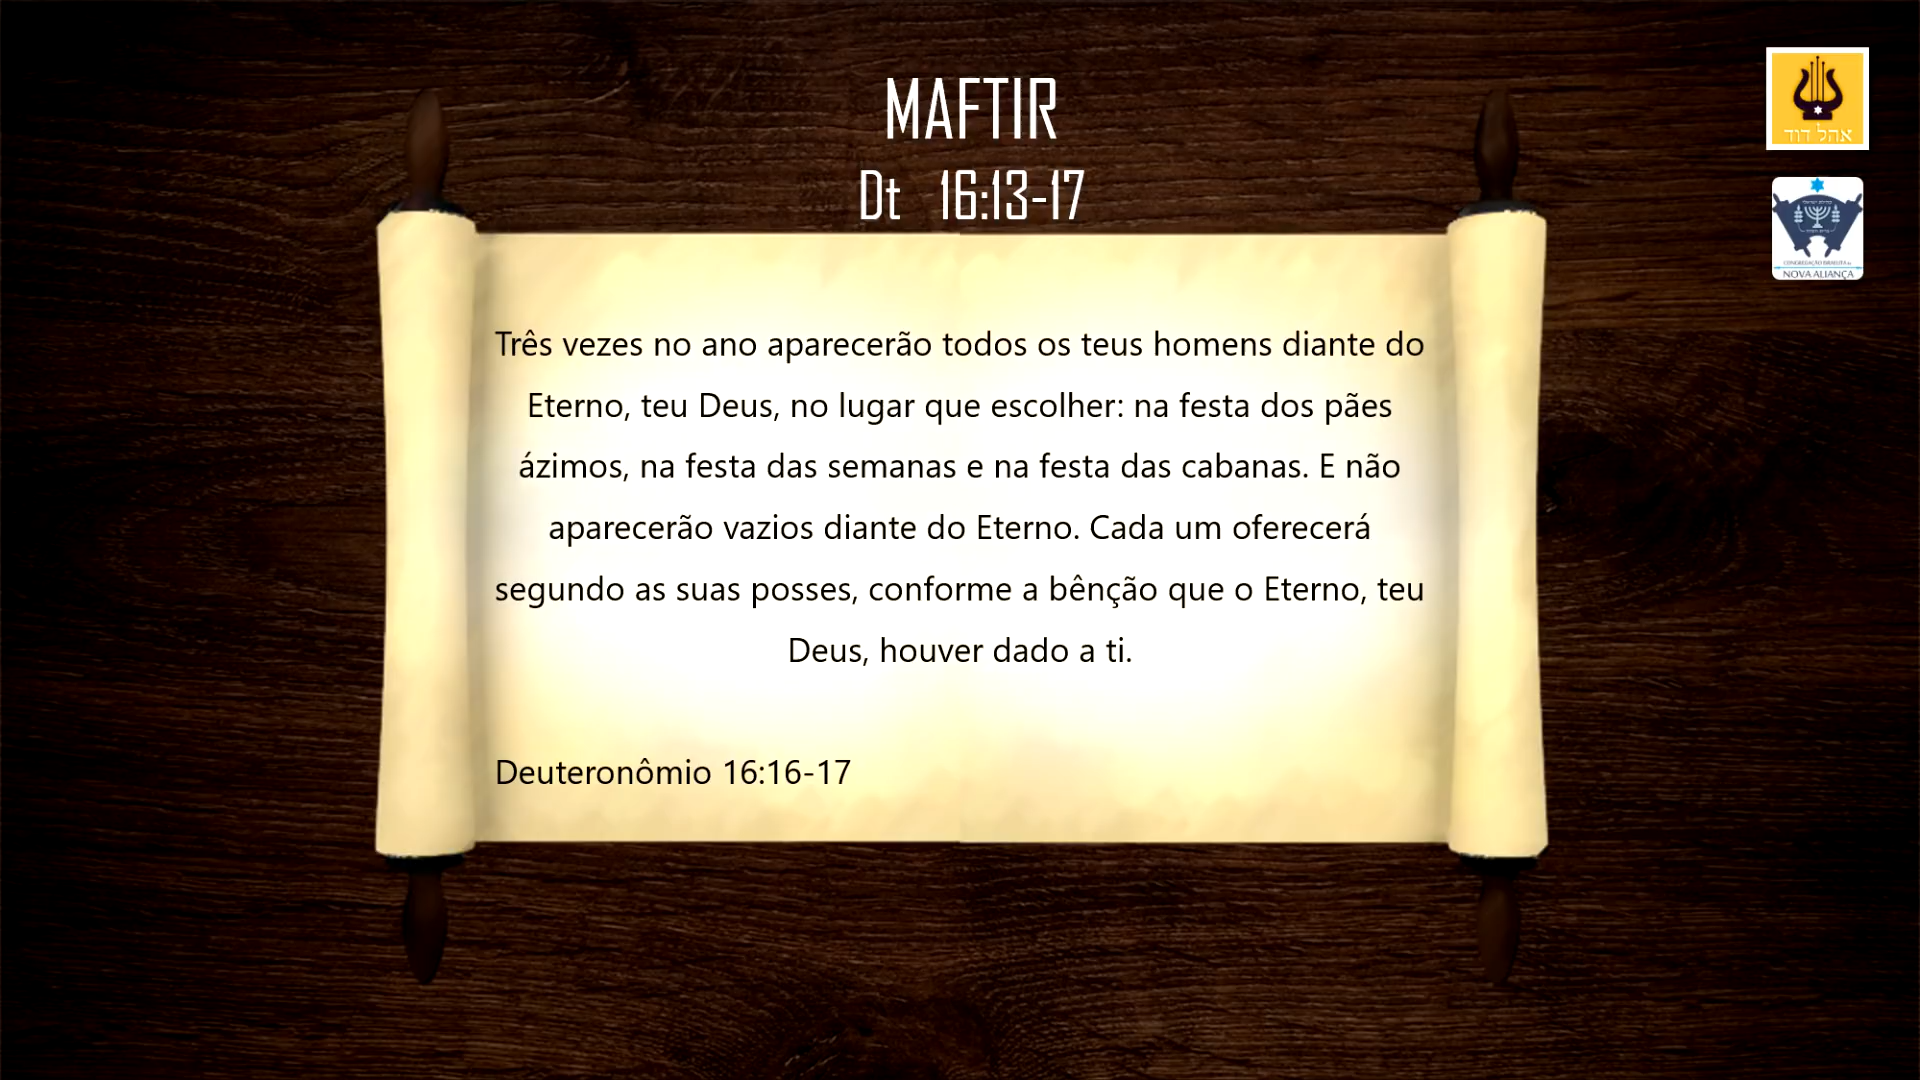 MAFTIR
Dt 16:13-17
אהל דוד
CONGREGAÇÃO ISRAELITA DA
NOVA ALIANÇA
Três vezes no ano aparecerão todos os teus homens diante do
Eterno, teu Deus, no lugar que escolher: na festa dos pães
ázimos, na festa das semanas e na festa das cabanas. E não
aparecerão vazios diante do Eterno. Cada um oferecerá
segundo as suas posses, conforme a bênção que o Eterno, teu
Deus, houver dado a ti.
Deuteronômio 16:16-17